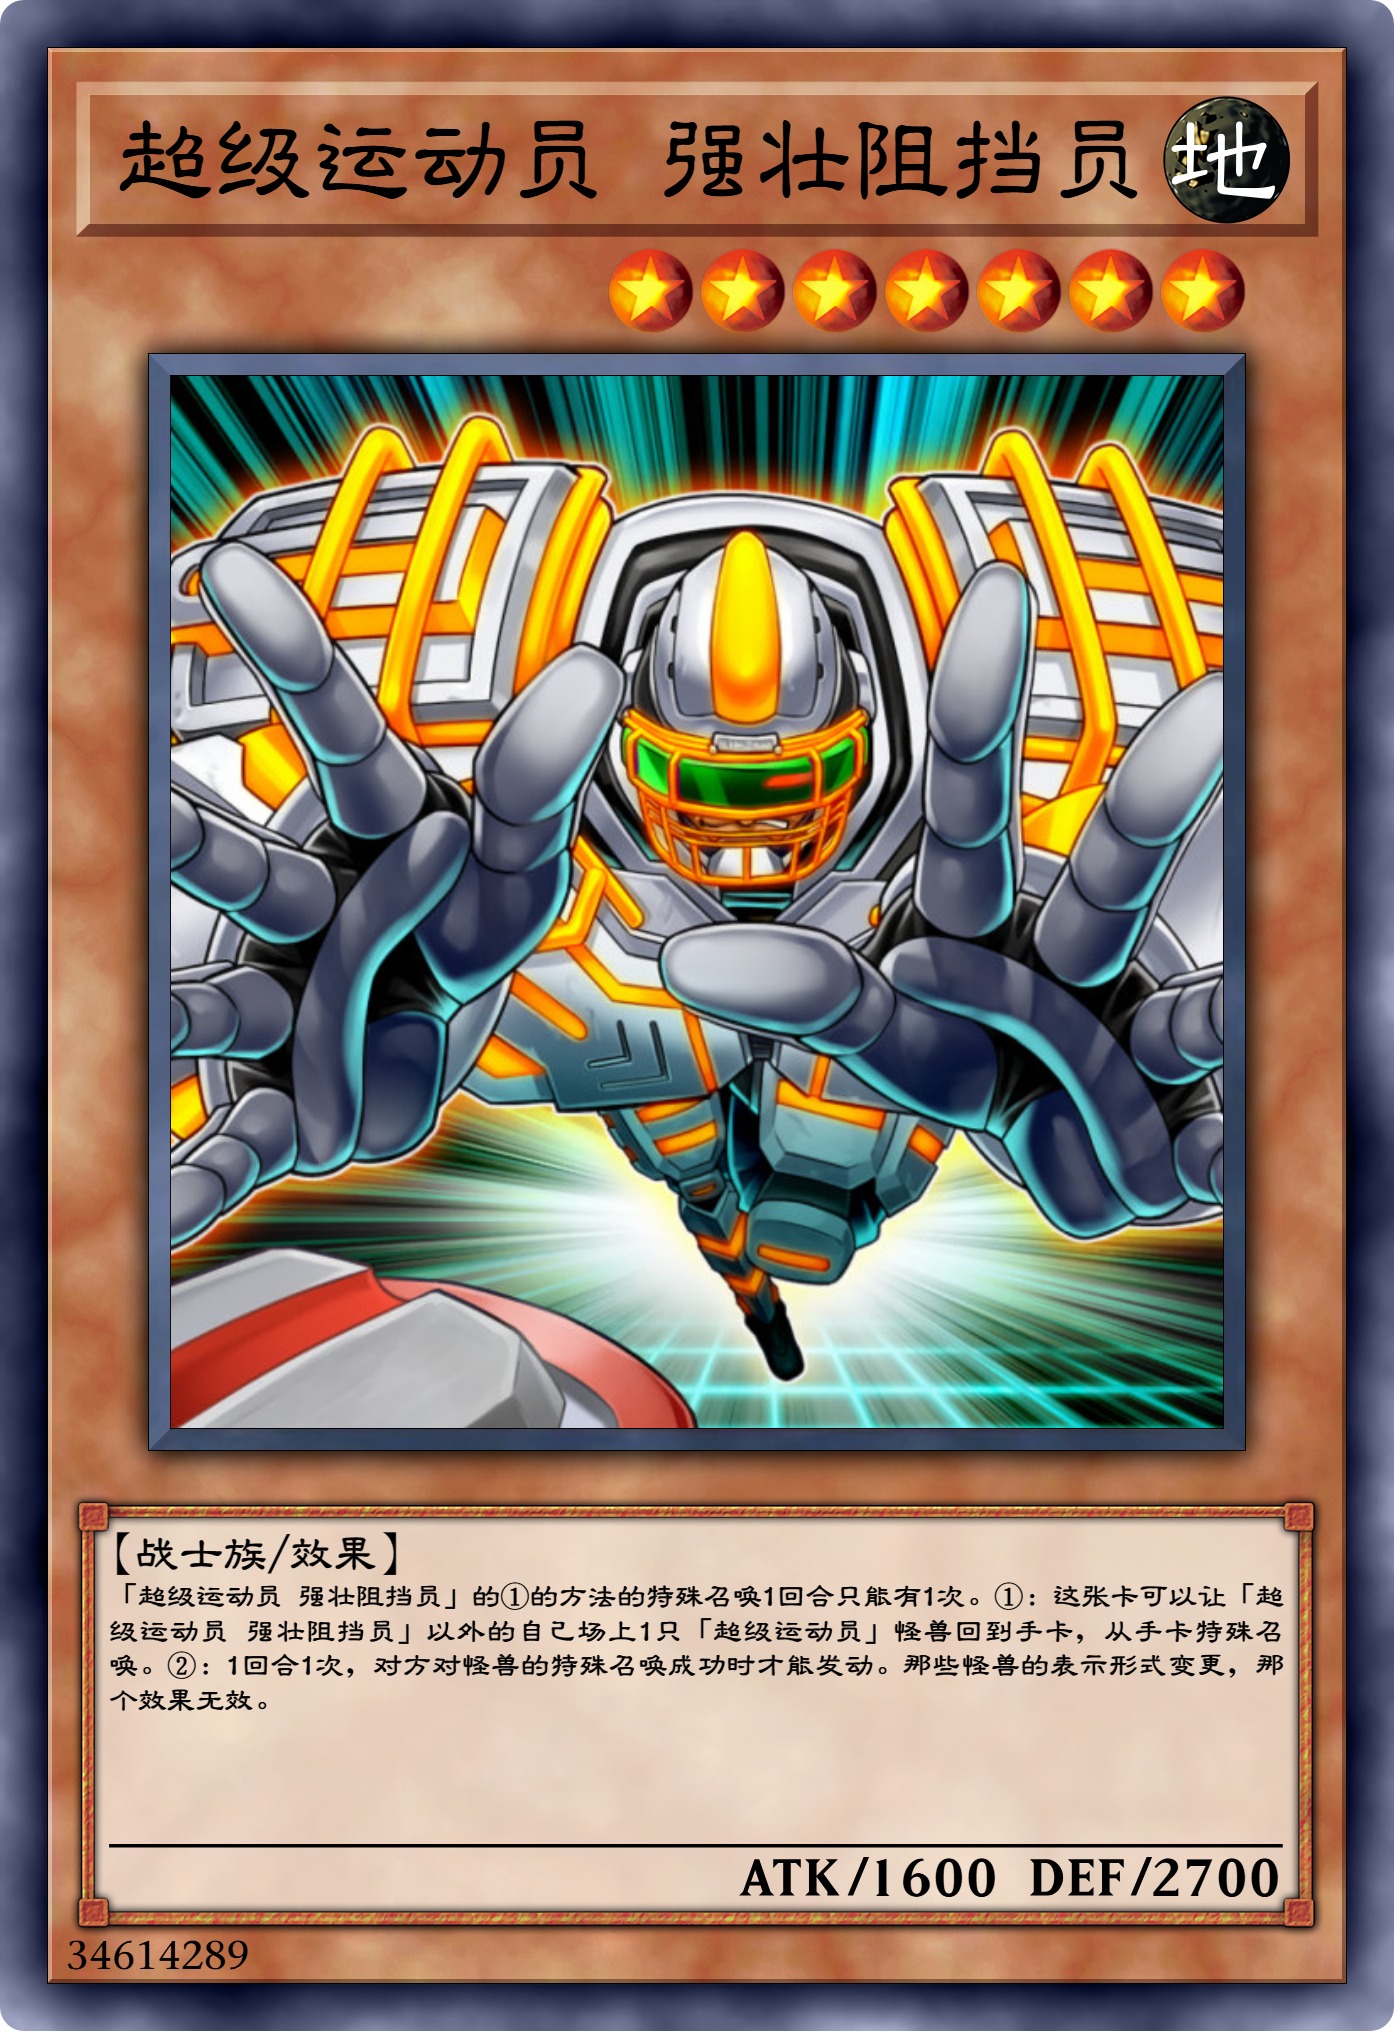 超级运动员 强壮阻挡员 地
【战士族/效果】
「超级运动员 强壮阻挡员」的①的方法的特殊召唤1回合只能有1次。①：这张卡可以让「超
级运动员 强壮阻挡员」以外的自己场上1只「超级运动员」怪兽回到手卡，从手卡特殊召
唤。②：1回合1次，对方对怪兽的特殊召唤成功时才能发动。那些怪兽的表示形式变更，那
个效果无效。
ATK/1600 DEF/2700
34614289